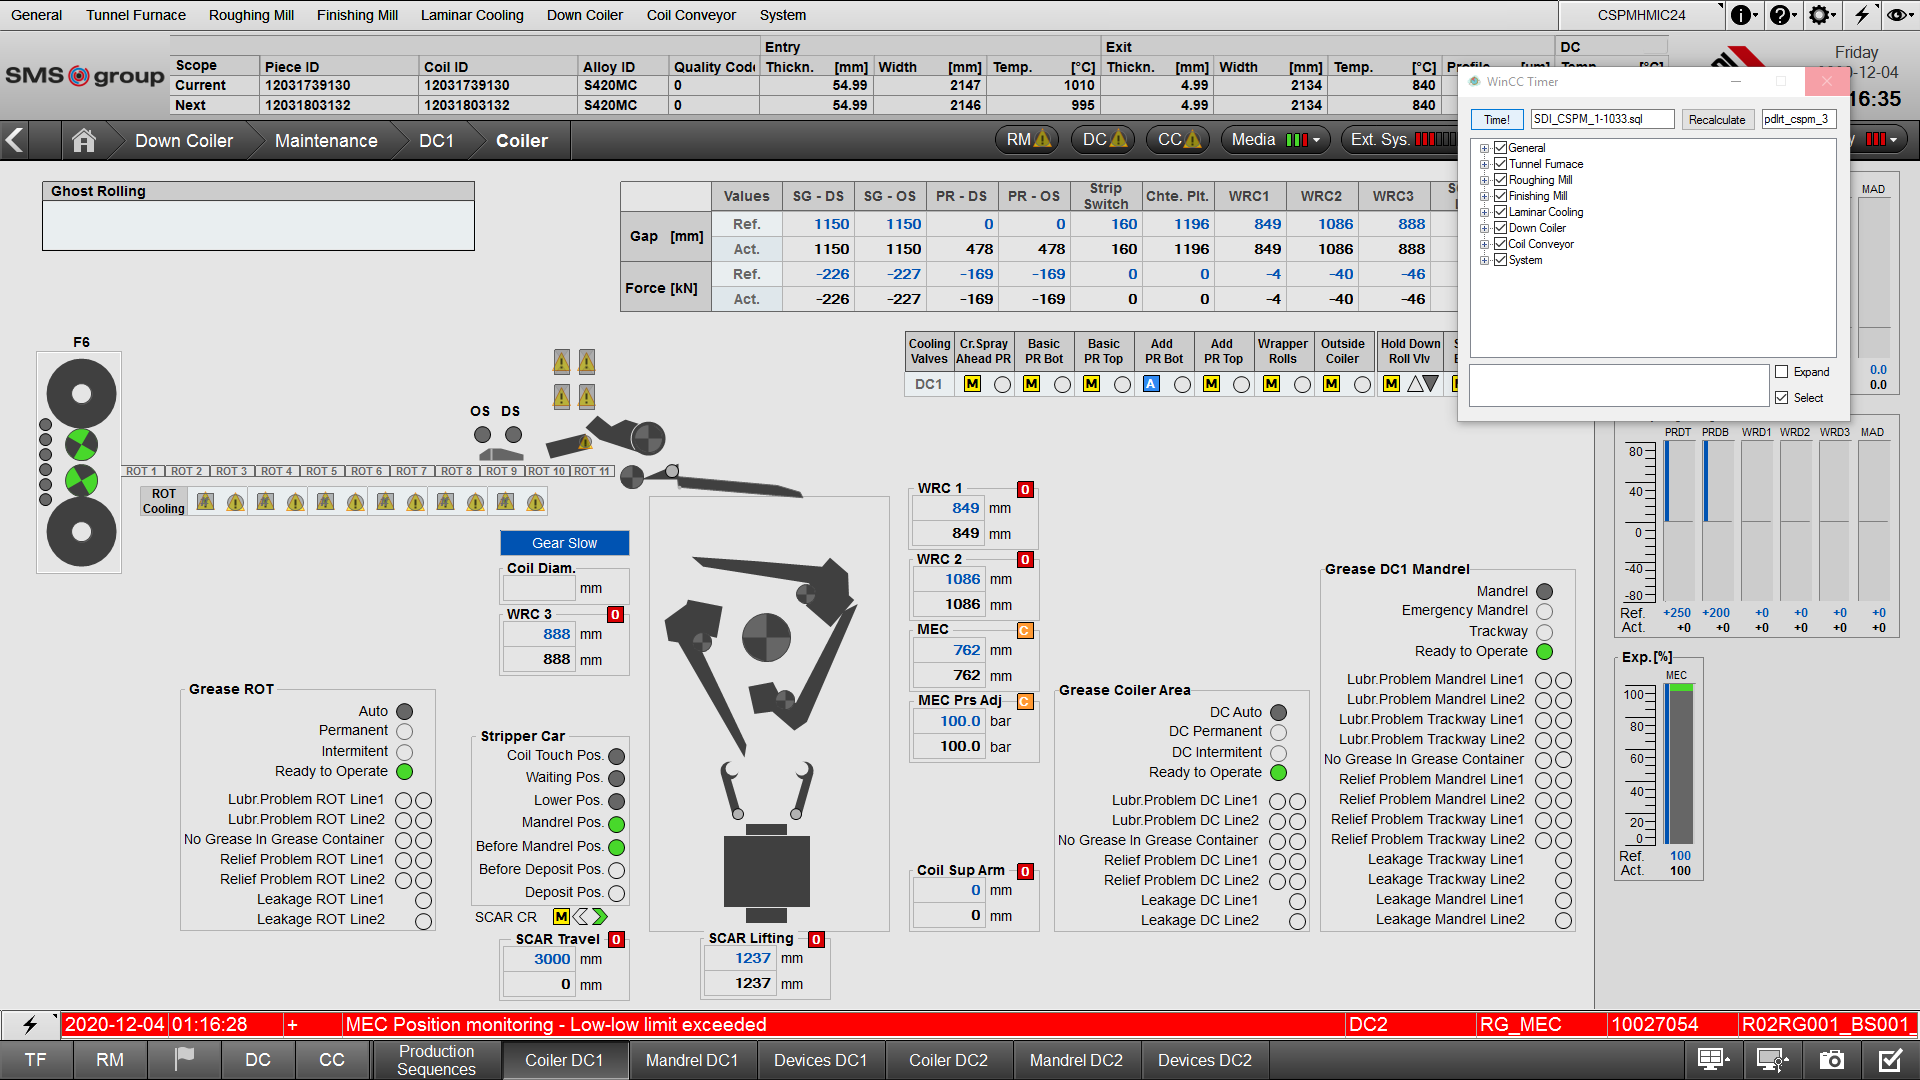 General Tunnel Furnace Roughing Mill Finishing Mill Laminar Cooling Down Coiler Coil Conveyor System CSPMHMIC24
SMS group
Entry Exit DC
Scope Piece ID Coil ID Alloy ID Quality Code Thickn. [mm] Width [mm] Temp. [°C] Thickn. [mm] Width [mm] Temp. [°C]
Current 12031739130 12031739130 S420MC 0 54.99 2147 1010 4.99 2134 840
Next 12031803132 12031803132 S420MC 0 54.99 2146 995 4.99 2134 840
Friday
-12-04
16:35
Down Coiler Maintenance DC1 Coiler RM DC CC Media Ext. Sys.
WinCC Timer
Time! SDI_CSPM_1-1033.sql Recalculate pdlrt_cspm_3
General
Tunnel Furnace
Roughing Mill
Finishing Mill
Laminar Cooling
Down Coiler
Coil Conveyor
System
Expand
Select
Ghost Rolling
Values SG - DS SG - OS PR - DS PR - OS Strip Switch Chte. Plt. WRC1 WRC2 WRC3
Gap [mm]
Ref. 1150 1150 0 0 160 1196 849 1086 888
Act. 1150 1150 478 478 160 1196 849 1086 888
Force [kN]
Ref. -226 -227 -169 -169 0 0 -4 -40 -46
Act. -226 -227 -169 -169 0 0 -4 -40 -46
Cooling Valves Cr.Spray Ahead PR Basic PR Bot Basic PR Top Add PR Bot Add PR Top Wrapper Rolls Outside Coiler Hold Down Roll Vlv
DC1 M M M A M M M M
MAD
0.0
0.0
F6
OS DS
ROT 1 ROT 2 ROT 3 ROT 4 ROT 5 ROT 6 ROT 7 ROT 8 ROT 9 ROT 10 ROT 11
ROT Cooling
Gear Slow
Coil Diam.
mm
WRC 3 0
888 mm
888 mm
WRC 1 0
849 mm
849 mm
WRC 2 0
1086 mm
1086 mm
MEC C
762 mm
762 mm
MEC Prs Adj C
100.0 bar
100.0 bar
Coil Sup Arm 0
0 mm
0 mm
Grease ROT
Auto
Permanent
Intermitent
Ready to Operate
Lubr.Problem ROT Line1
Lubr.Problem ROT Line2
No Grease In Grease Container
Relief Problem ROT Line1
Relief Problem ROT Line2
Leakage ROT Line1
Leakage ROT Line2
Stripper Car
Coil Touch Pos.
Waiting Pos.
Lower Pos.
Mandrel Pos.
Before Mandrel Pos.
Before Deposit Pos.
Deposit Pos.
SCAR CR M
SCAR Travel 0
3000 mm
0 mm
SCAR Lifting 0
1237 mm
1237 mm
Grease Coiler Area
DC Auto
DC Permanent
DC Intermitent
Ready to Operate
Lubr.Problem DC Line1
Lubr.Problem DC Line2
No Grease In Grease Container
Relief Problem DC Line1
Relief Problem DC Line2
Leakage DC Line1
Leakage DC Line2
Grease DC1 Mandrel
Mandrel
Emergency Mandrel
Trackway
Ready to Operate
Lubr.Problem Mandrel Line1
Lubr.Problem Mandrel Line2
Lubr.Problem Trackway Line1
Lubr.Problem Trackway Line2
No Grease In Grease Container
Relief Problem Mandrel Line1
Relief Problem Mandrel Line2
Relief Problem Trackway Line1
Relief Problem Trackway Line2
Leakage Trackway Line1
Leakage Trackway Line2
Leakage Mandrel Line1
Leakage Mandrel Line2
PRDT PRDB WRD1 WRD2 WRD3 MAD
80
40
0
-40
-80
Ref. +250 +200 +0 +0 +0 +0
Act. +0 +0 +0 +0 +0 +0
Exp.[%]
MEC
100
80
60
40
20
0
Ref. 100
Act. 100
2020-12-04 01:16:28 + MEC Position monitoring - Low-low limit exceeded DC2 RG_MEC 10027054 R02RG001_BS001_
TF RM DC CC Production Sequences Coiler DC1 Mandrel DC1 Devices DC1 Coiler DC2 Mandrel DC2 Devices DC2